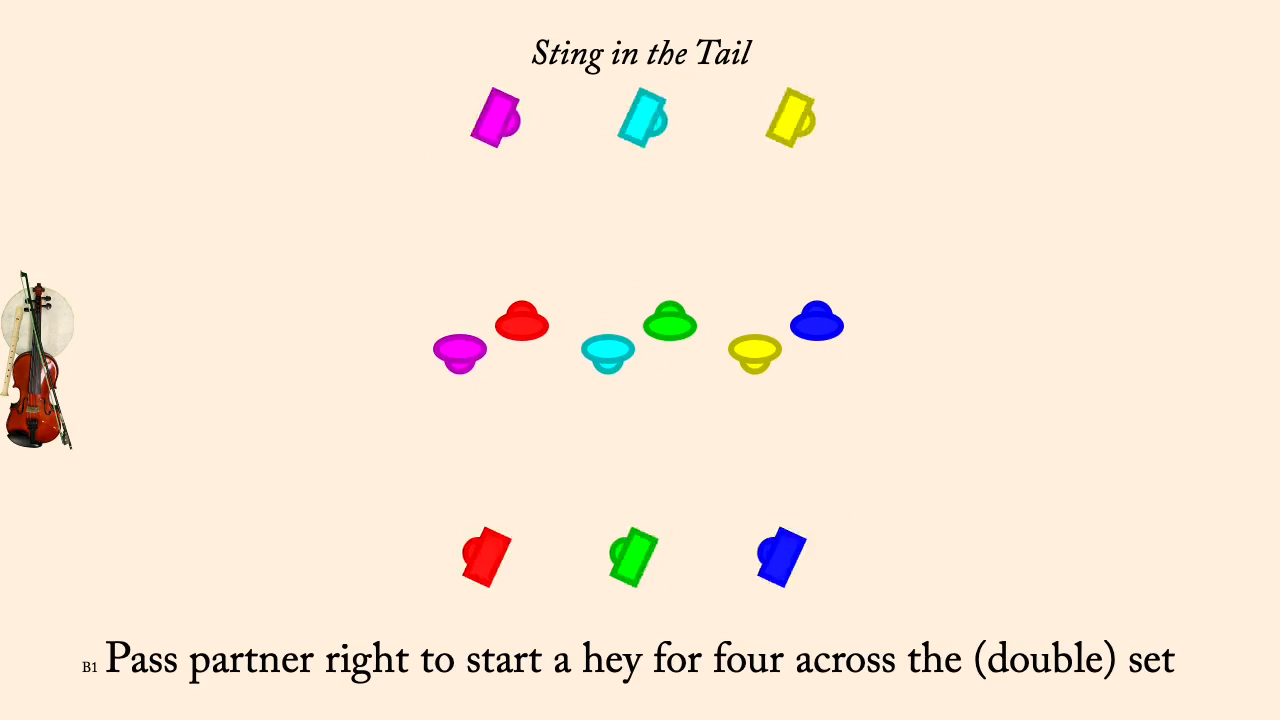 Sting in the Tail
B1 Pass partner right to start a hey for four across the (double) set